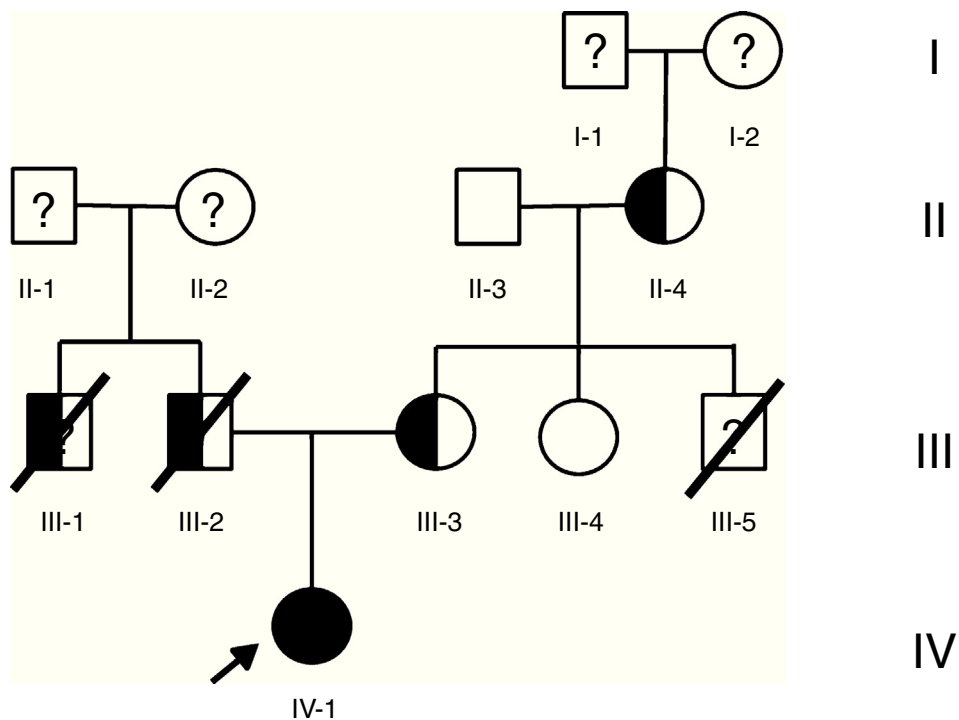 ? ? I
I-1 I-2
? ? II
II-1 II-2 II-3 II-4
? ? III
III-1 III-2 III-3 III-4 III-5
IV
IV-1